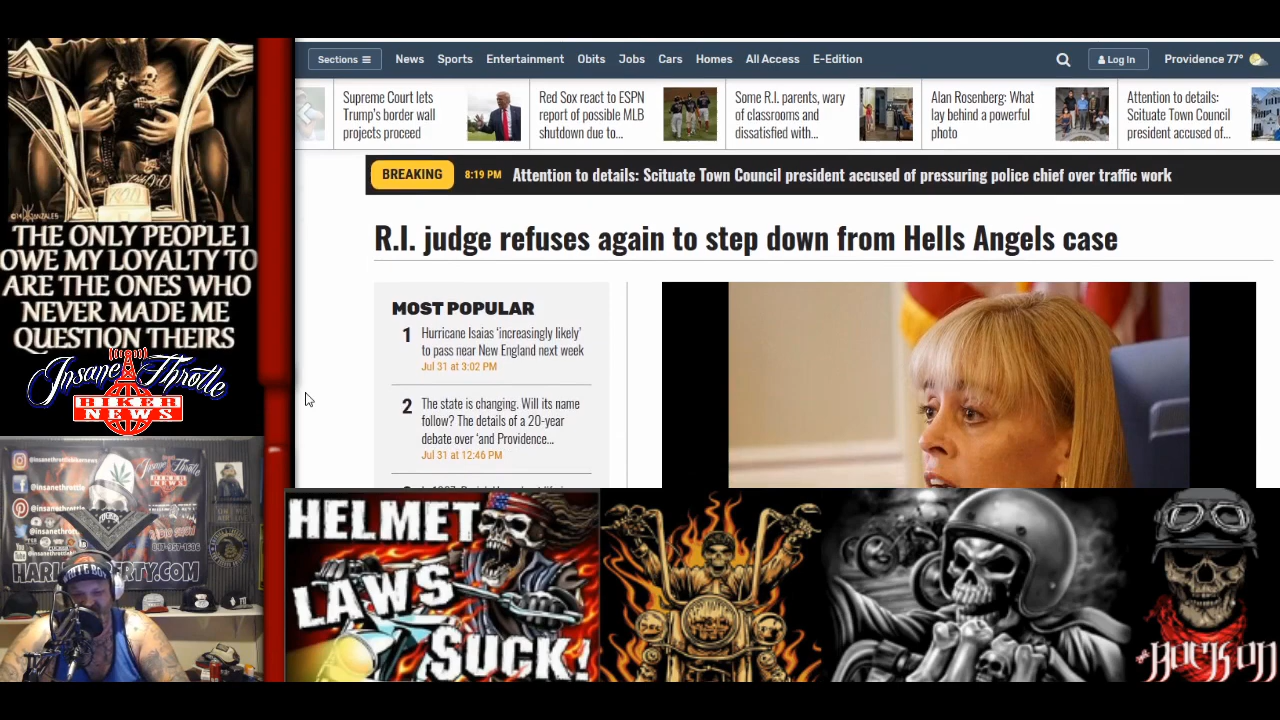 Sections
News
Sports
Entertainment
Obits
Jobs
Cars
Homes
All Access
E-Edition
Log In
Providence 77°
Supreme Court lets
Trump's border wall
projects proceed
Red Sox react to ESPN
report of possible MLB
shutdown due to...
Some R.I. parents, wary
of classrooms and
dissatisfied with...
Alan Rosenberg: What
lay behind a powerful
photo
Attention to details:
Scituate Town Council
president accused of...
BREAKING
8:19 PM
Attention to details: Scituate Town Council president accused of pressuring police chief over traffic work
R.I. judge refuses again to step down from Hells Angels case
MOST POPULAR
1
Hurricane Isaias 'increasingly likely'
to pass near New England next week
Jul 31 at 3:02 PM
2
The state is changing. Will its name
follow? The details of a 20-year
debate over 'and Providence...
Jul 31 at 12:46 PM
THE ONLY PEOPLE I
OWE MY LOYALTY TO
ARE THE ONES WHO
NEVER MADE ME
QUESTION THEIRS
Insane Throttle
BIKER
NEWS
@insanethrottlebikernews
@insanethrottle
Insane Throttle
BIKER
NEWS
HELMET
LAWS
SUCK!